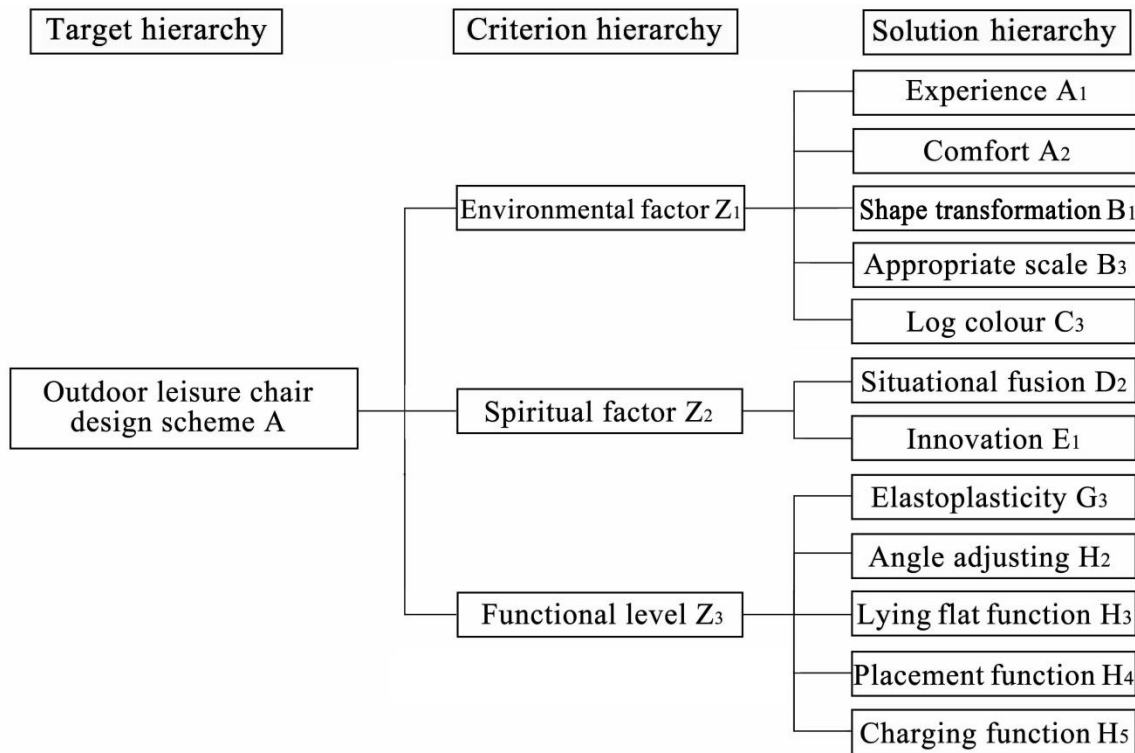 Target hierarchy
Criterion hierarchy
Solution hierarchy
Experience A1
Comfort A2
Environmental factor Z1
Shape transformation B1
Appropriate scale B3
Log colour C3
Outdoor leisure chair
design scheme A
Spiritual factor Z2
Situational fusion D2
Innovation E1
Elastoplasticity G3
Angle adjusting H2
Functional level Z3
Lying flat function H3
Placement function H4
Charging function H5